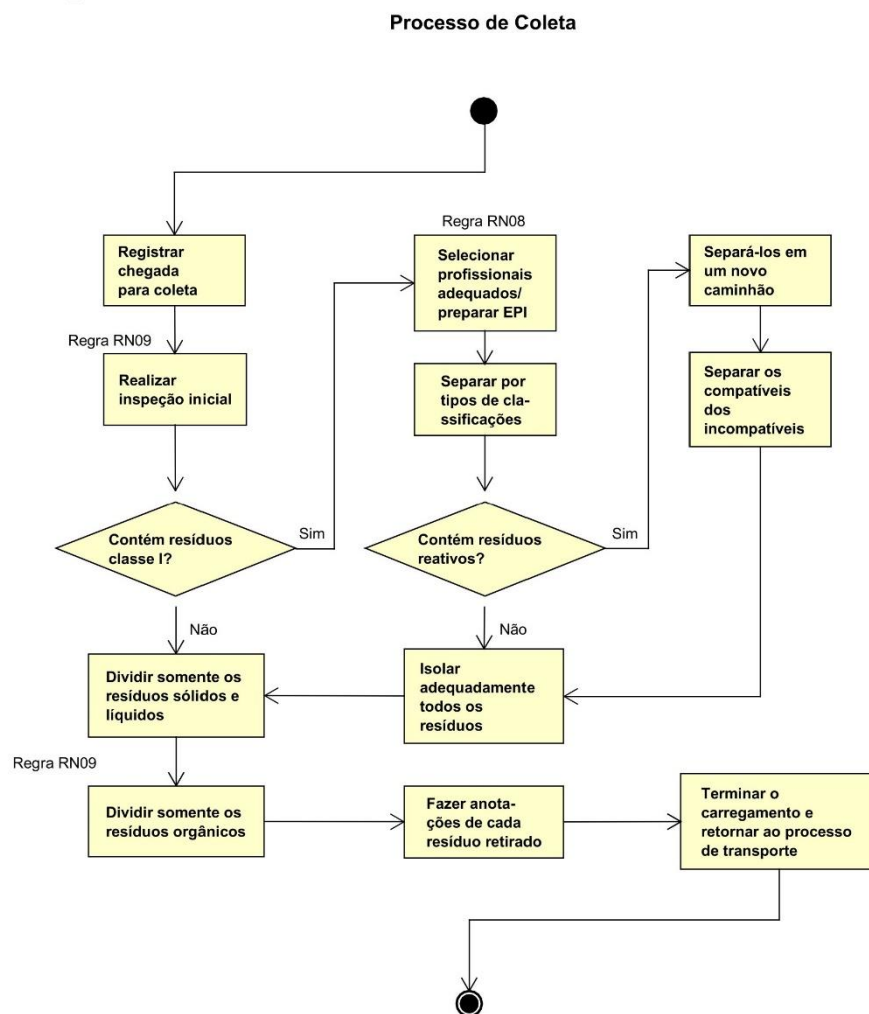 Processo de Coleta
Registrar
chegada
para coleta
Regra RN09
Realizar
inspeção inicial
Contém resíduos
classe I?
Sim
Não
Regra RN08
Selecionar
profissionais
adequados/
preparar EPI
Separar por
tipos de cla-
ssificações
Contém resíduos
reativos?
Sim
Não
Separá-los em
um novo
caminhão
Separar os
compatíveis
dos
incompatíveis
Isolar
adequadamente
todos os
resíduos
Dividir somente os
resíduos sólidos e
líquidos
Regra RN09
Dividir somente os
resíduos orgânicos
Fazer anota-
ções de cada
resíduo retirado
Terminar o
carregamento e
retornar ao processo
de transporte